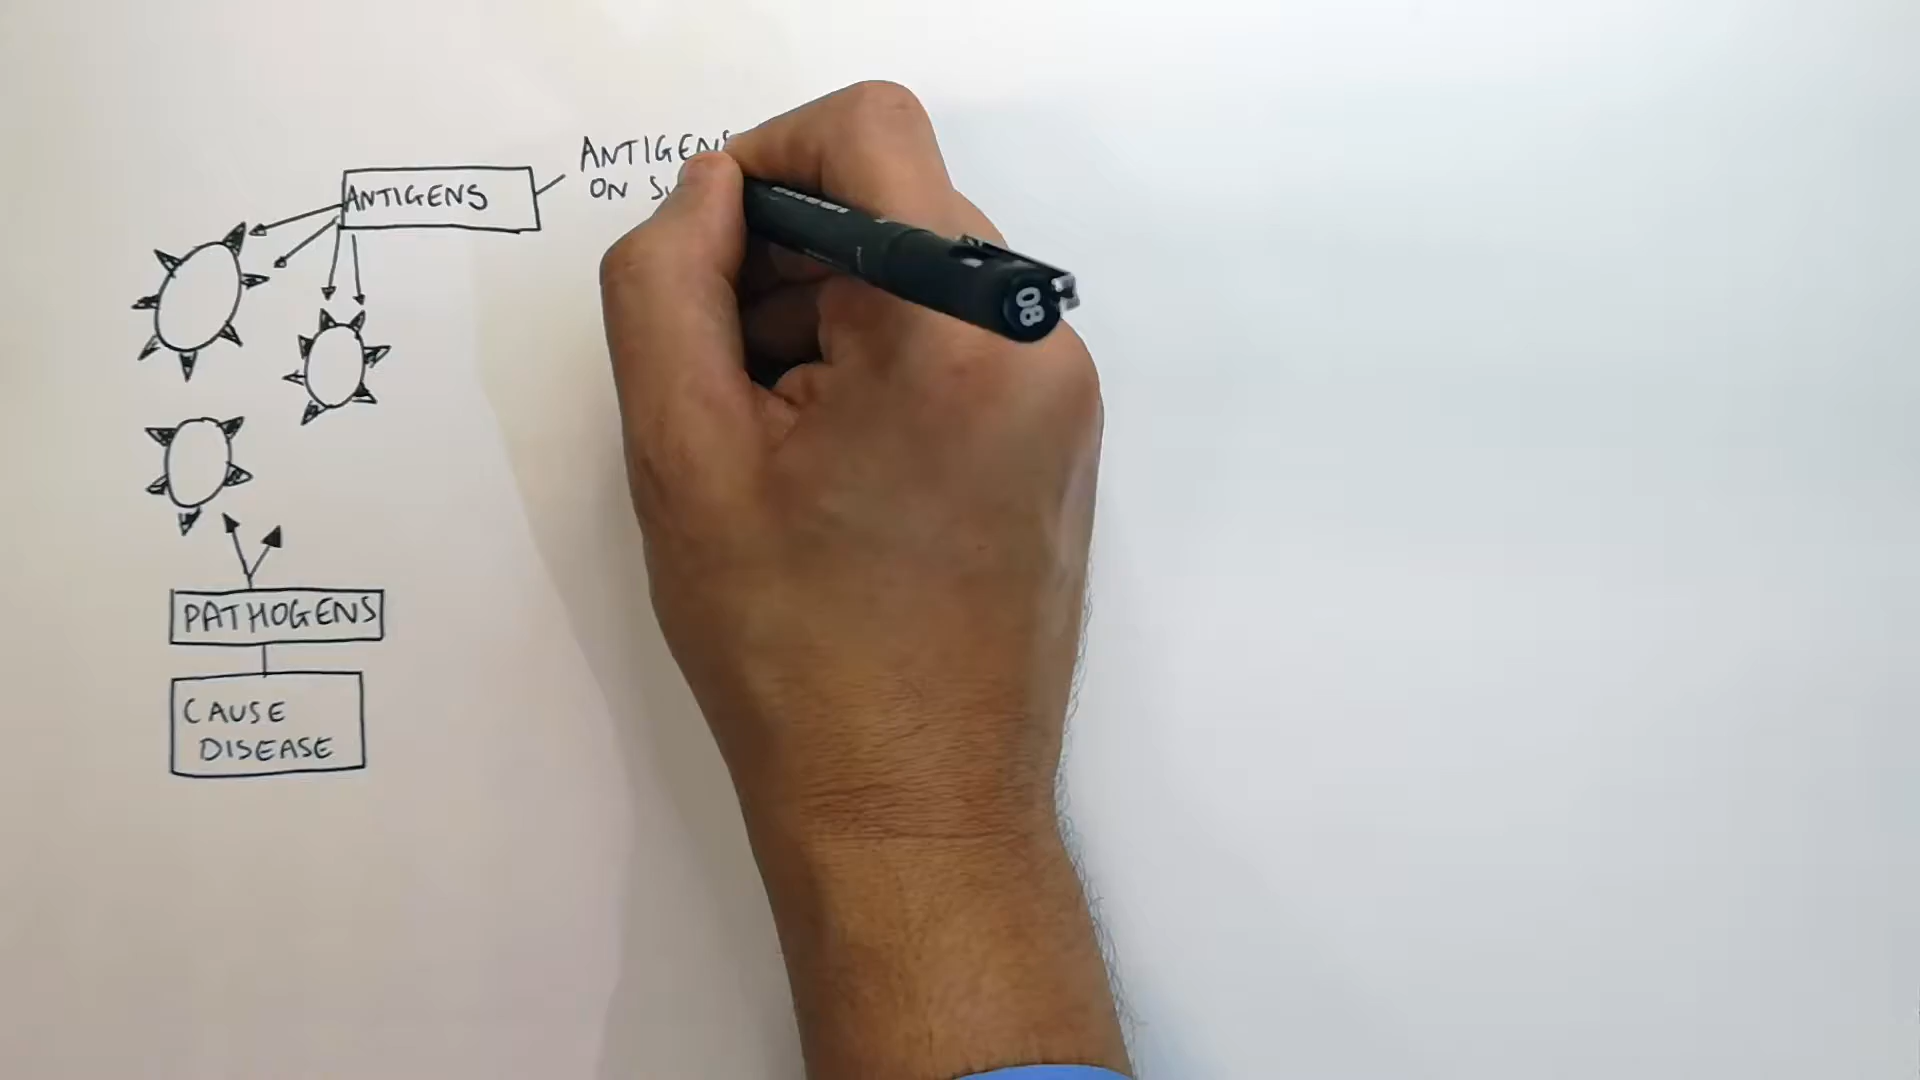 ANTIGENS
ON
ANTIGENS
PATHOGENS
CAUSE
DISEASE
08